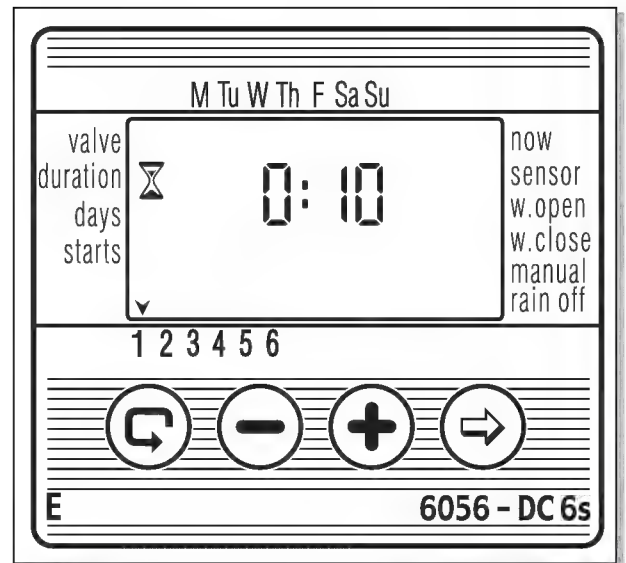 M Tu W Th F Sa Su
valve
duration
days
starts
0:10
now
sensor
w.open
w.close
manual
rain off
1 2 3 4 5 6
E
6056 - DC 6s